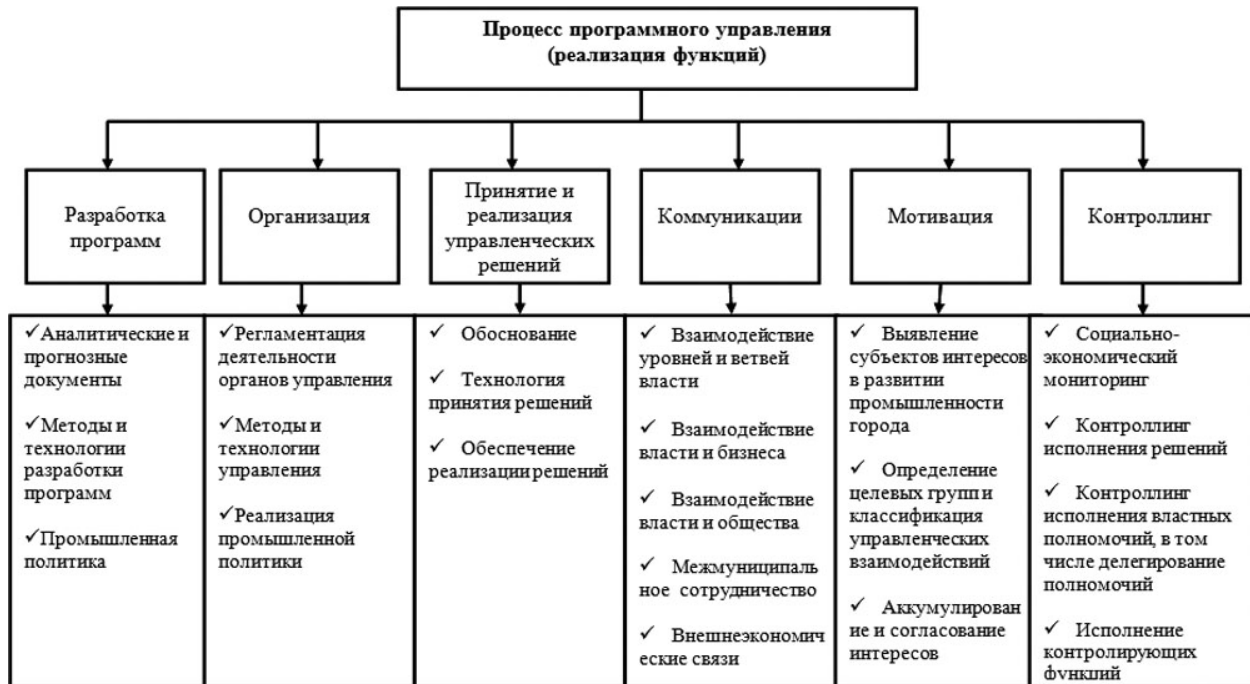 Процесс программного управления
(реализация функций)
Разработка
программ
Организация
Принятие и
реализация
управленческих
решений
Коммуникации
Мотивация
Контроллинг
✓Аналитические и
прогнозные
документы
✓Методы и
технологии
разработки
программ
✓Промышленная
политика
✓Регламентация
деятельности
органов управления
✓Методы и
технологии
управления
✓Реализация
промышленной
политики
✓ Обоснование
✓ Технология
принятия решений
✓ Обеспечение
реализации решений
✓ Взаимодействие
уровней и ветвей
власти
✓ Взаимодействие
власти и бизнеса
✓ Взаимодействие
власти и общества
✓ Межмуниципаль
ное сотрудничество
✓ Внешнеэкономич
еские связи
✓ Выявление
субъектов интересов
в развитии
промышленности
города
✓ Определение
целевых групп и
классификация
управленческих
взаимодействий
✓ Аккумулирован
ие и согласование
интересов
✓ Социально-
экономический
мониторинг
✓ Контроллинг
исполнения решений
✓ Контроллинг
исполнения властных
полномочий, в том
числе делегирование
полномочий
✓ Исполнение
контролирующих
функций